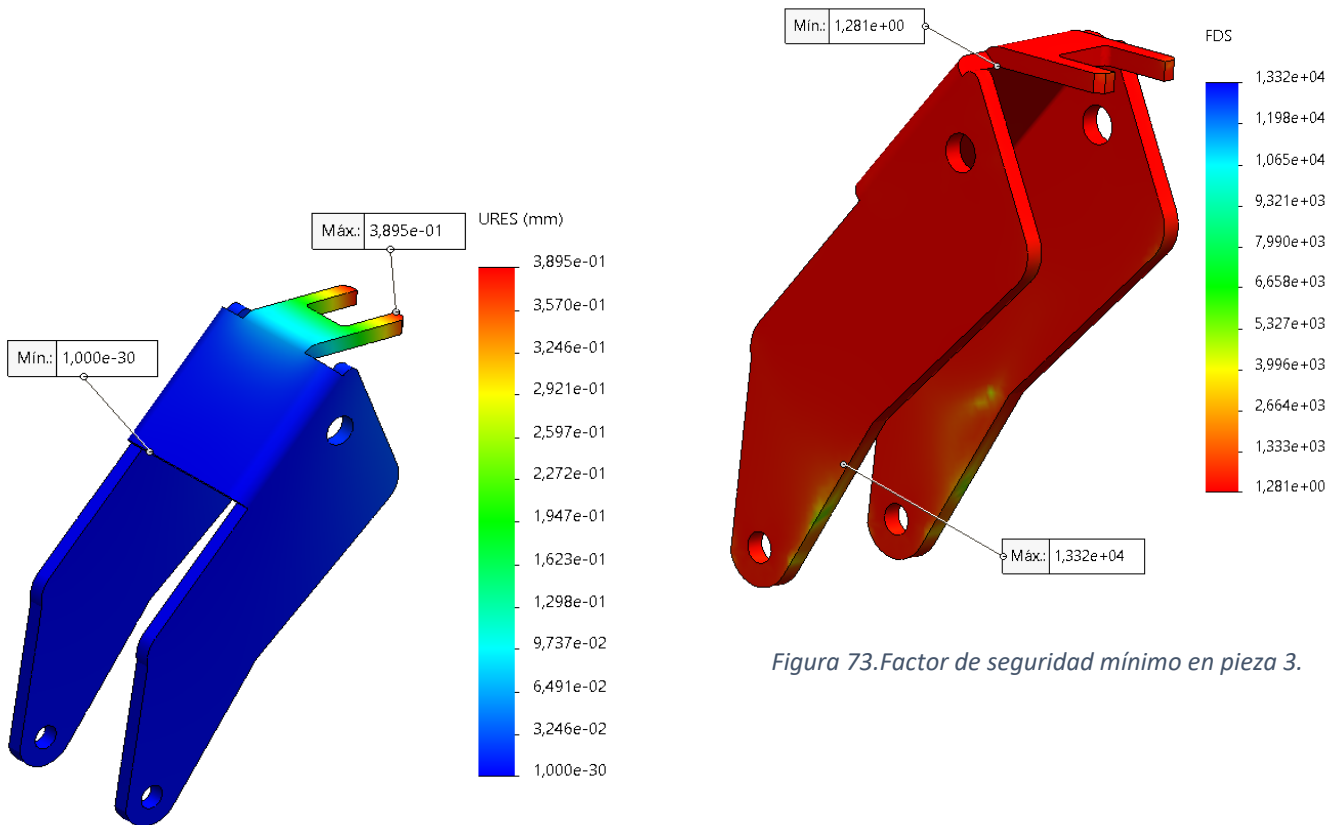 URES (mm)
Máx.: 3,895e-01
Mín.: 1,000e-30
3,895e-01
3,570e-01
3,246e-01
2,921e-01
2,597e-01
2,272e-01
1,947e-01
1,623e-01
1,298e-01
9,737e-02
6,491e-02
3,246e-02
1,000e-30
Mín.: 1,281e+00
FDS
1,332e+04
1,198e+04
1,065e+04
9,321e+03
7,990e+03
6,658e+03
5,327e+03
3,996e+03
2,664e+03
1,333e+03
1,281e+00
Máx.: 1,332e+04
Figura 73.Factor de seguridad mínimo en pieza 3.